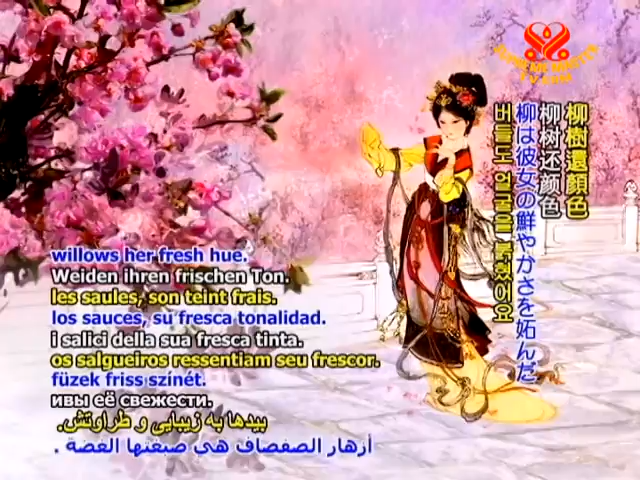 SUPREME MASTER
TV.COM
柳樹還顏色
柳树还颜色
柳は彼女の鮮やかさを妬んだ
버들도 얼굴을 붉혔어요
willows her fresh hue.
Weiden ihren frischen Ton.
les saules, son teint frais.
los sauces, su fresca tonalidad.
i salici della sua fresca tinta.
os salgueiros ressentiam seu frescor.
füzek friss színét.
ивы её свежести.
بیدها به زیبایی و طراوتش.
أزهار الصفصاف هي صبغتها الغضة .